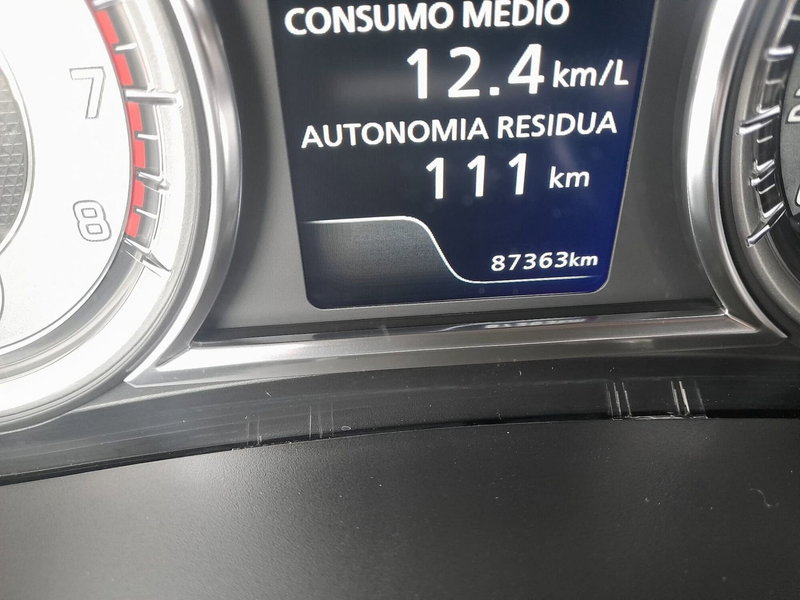 CONSUMO MEDIO
12.4 km/L
AUTONOMIA RESIDUA
111 km
87363km
7
8